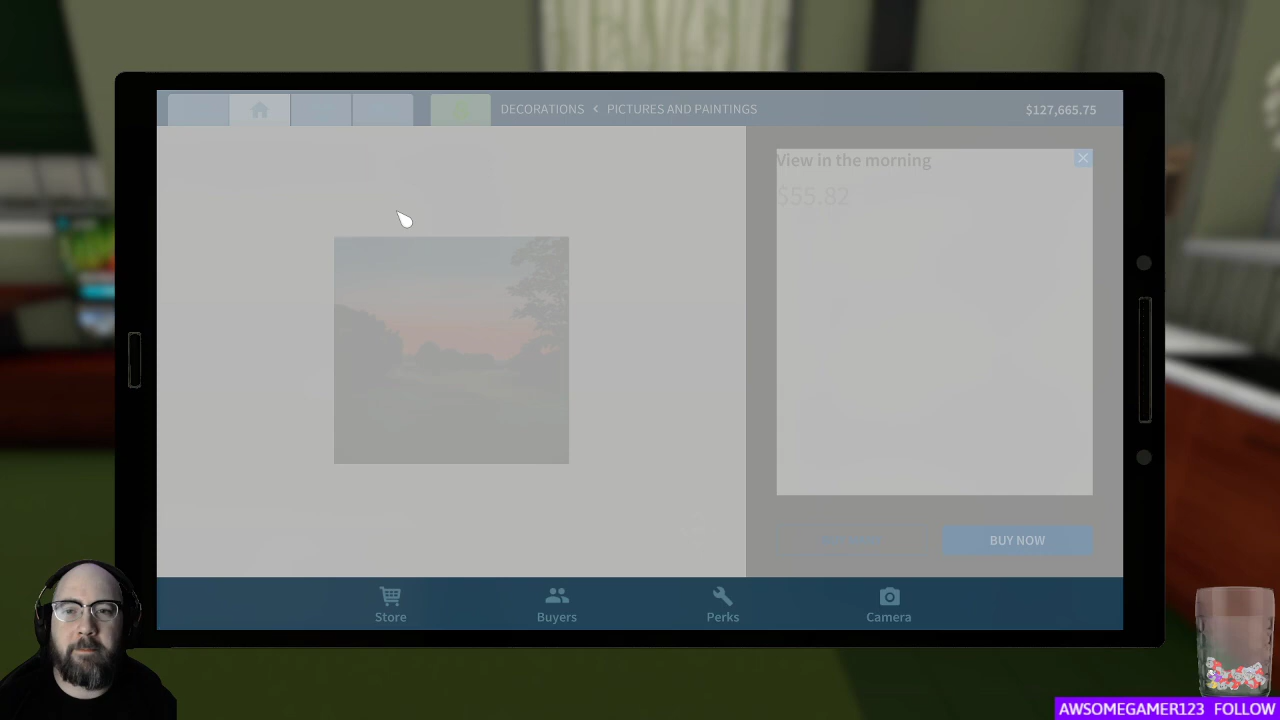 DECORATIONS < PICTURES AND PAINTINGS
$127,665.75
View in the morning
$55.82
BUY NOW
Store
Buyers
Perks
Camera
AWSOMEGAMER123 FOLLOW